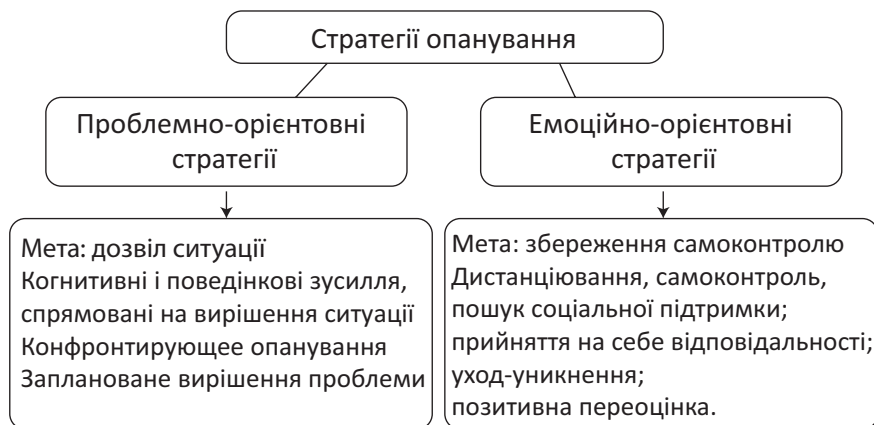 Стратегії опанування
Проблемно-орієнтовні
стратегії
Емоційно-орієнтовні
стратегії
Мета: дозвіл ситуації
Когнитивні і поведінкові зусилля,
спрямовані на вирішення ситуації
Конфронтирующее опанування
Заплановане вирішення проблеми
Мета: збереження самоконтролю
Дистанціювання, самоконтроль,
пошук соціальної підтримки;
прийняття на себе відповідальності;
уход-уникнення;
позитивна переоцінка.